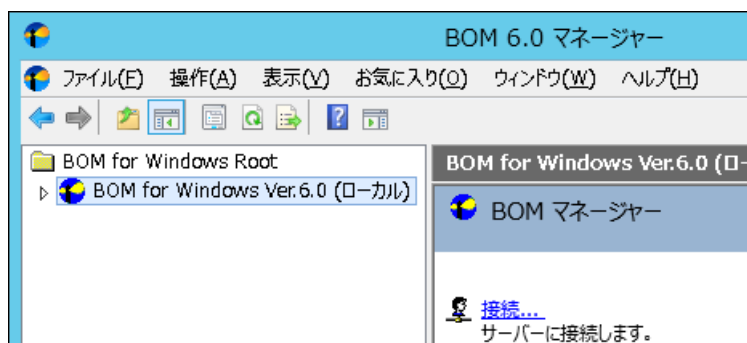 BOM 6.0 マネージャー
ファイル(F) 操作(A) 表示(V) お気に入り(O) ウィンドウ(W) ヘルプ(H)
BOM for Windows Root
BOM for Windows Ver.6.0 (ローカル)
BOM for Windows Ver.6.0 (ロー
BOM マネージャー
接続...
サーバーに接続します。